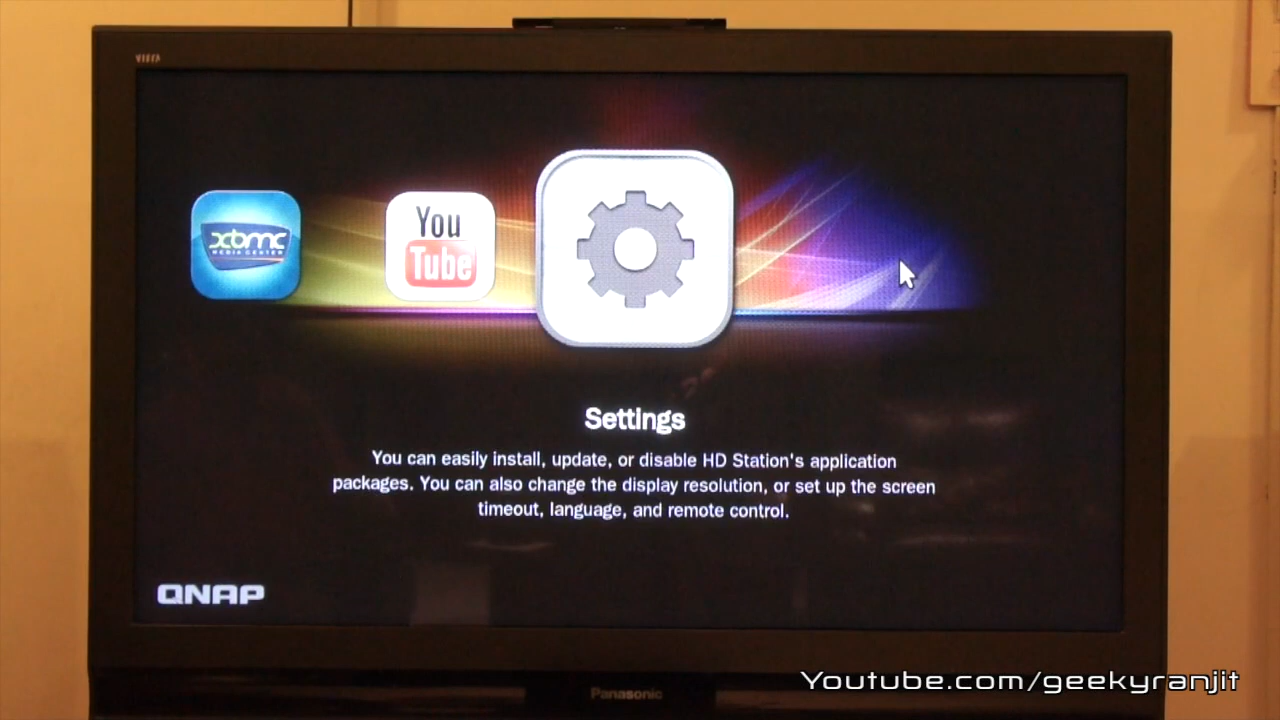 VIERA
xbmc
MEDIA CENTER
You
Tube
Settings
You can easily install, update, or disable HD Station's application
packages. You can also change the display resolution, or set up the screen
timeout, language, and remote control.
QNAP
Panasonic
Youtube.com/geekyranjit